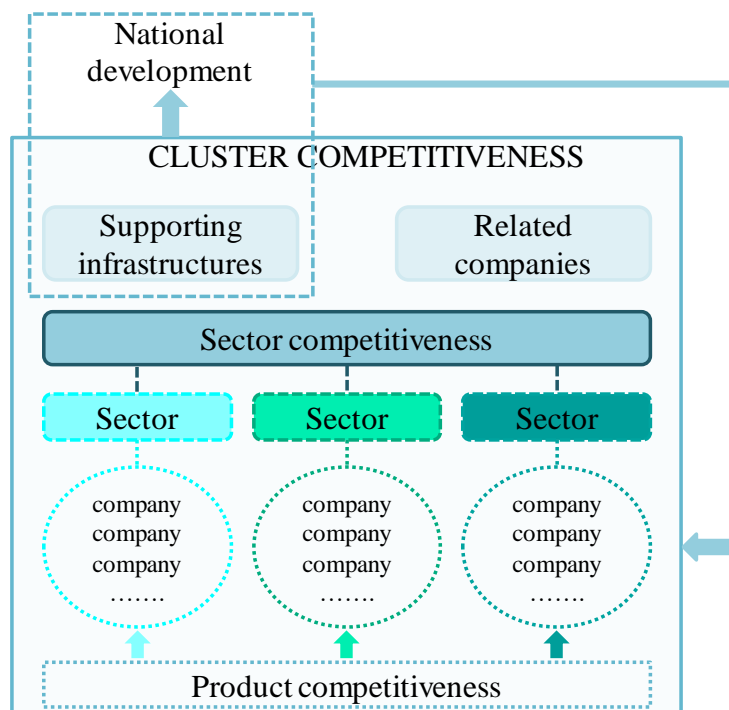 National
development
CLUSTER COMPETITIVENESS
Supporting
infrastructures
Related
companies
Sector competitiveness
Sector
Sector
Sector
company
company
company
…….
company
company
company
…….
company
company
company
…….
Product competitiveness